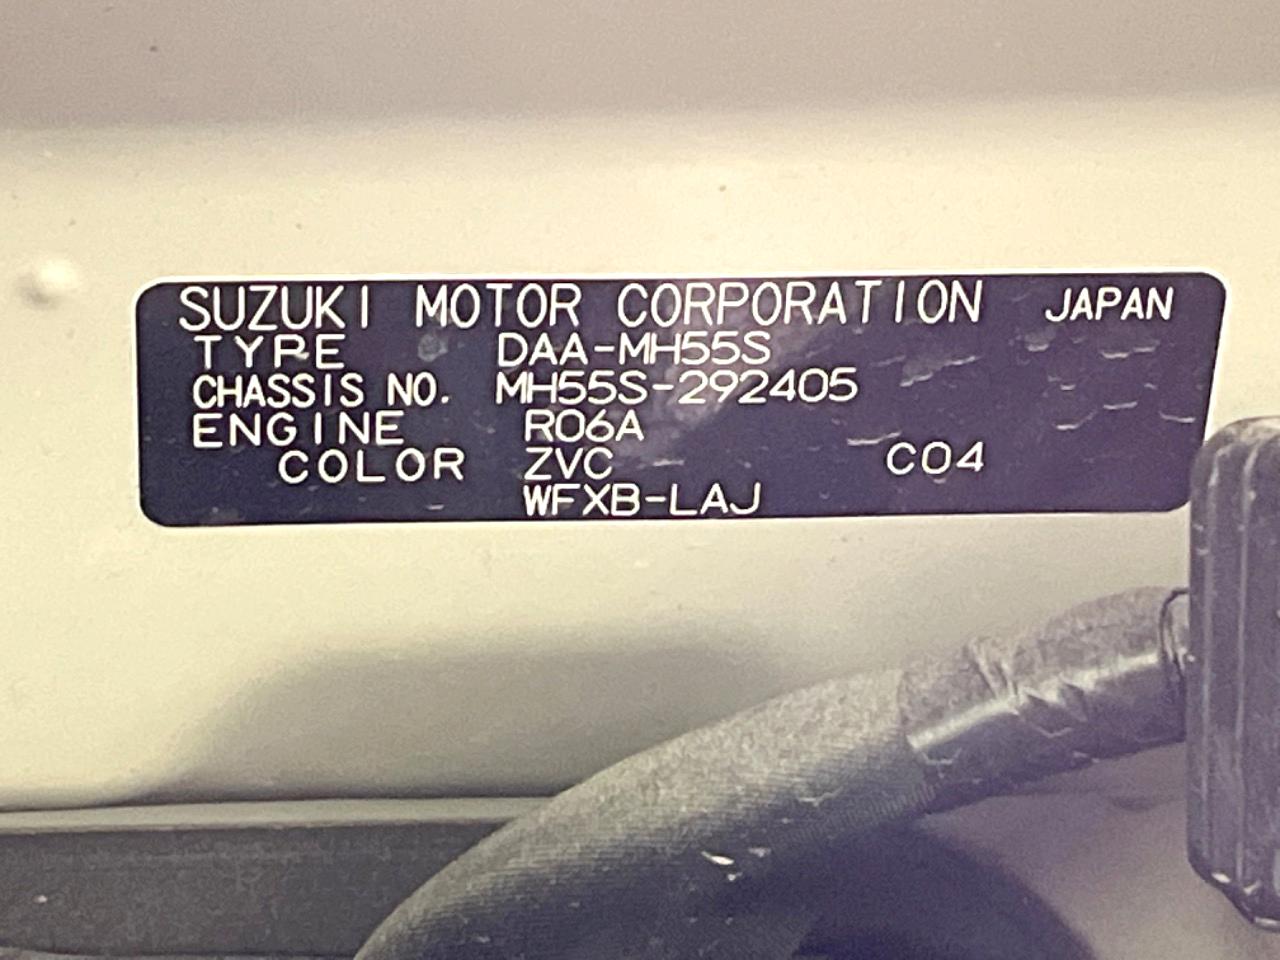 SUZUKI MOTOR CORPORATION JAPAN
TYPE DAA-MH55S
CHASSIS NO. MH55S-292405
ENGINE R06A
COLOR ZVC C04
WFXB-LAJ